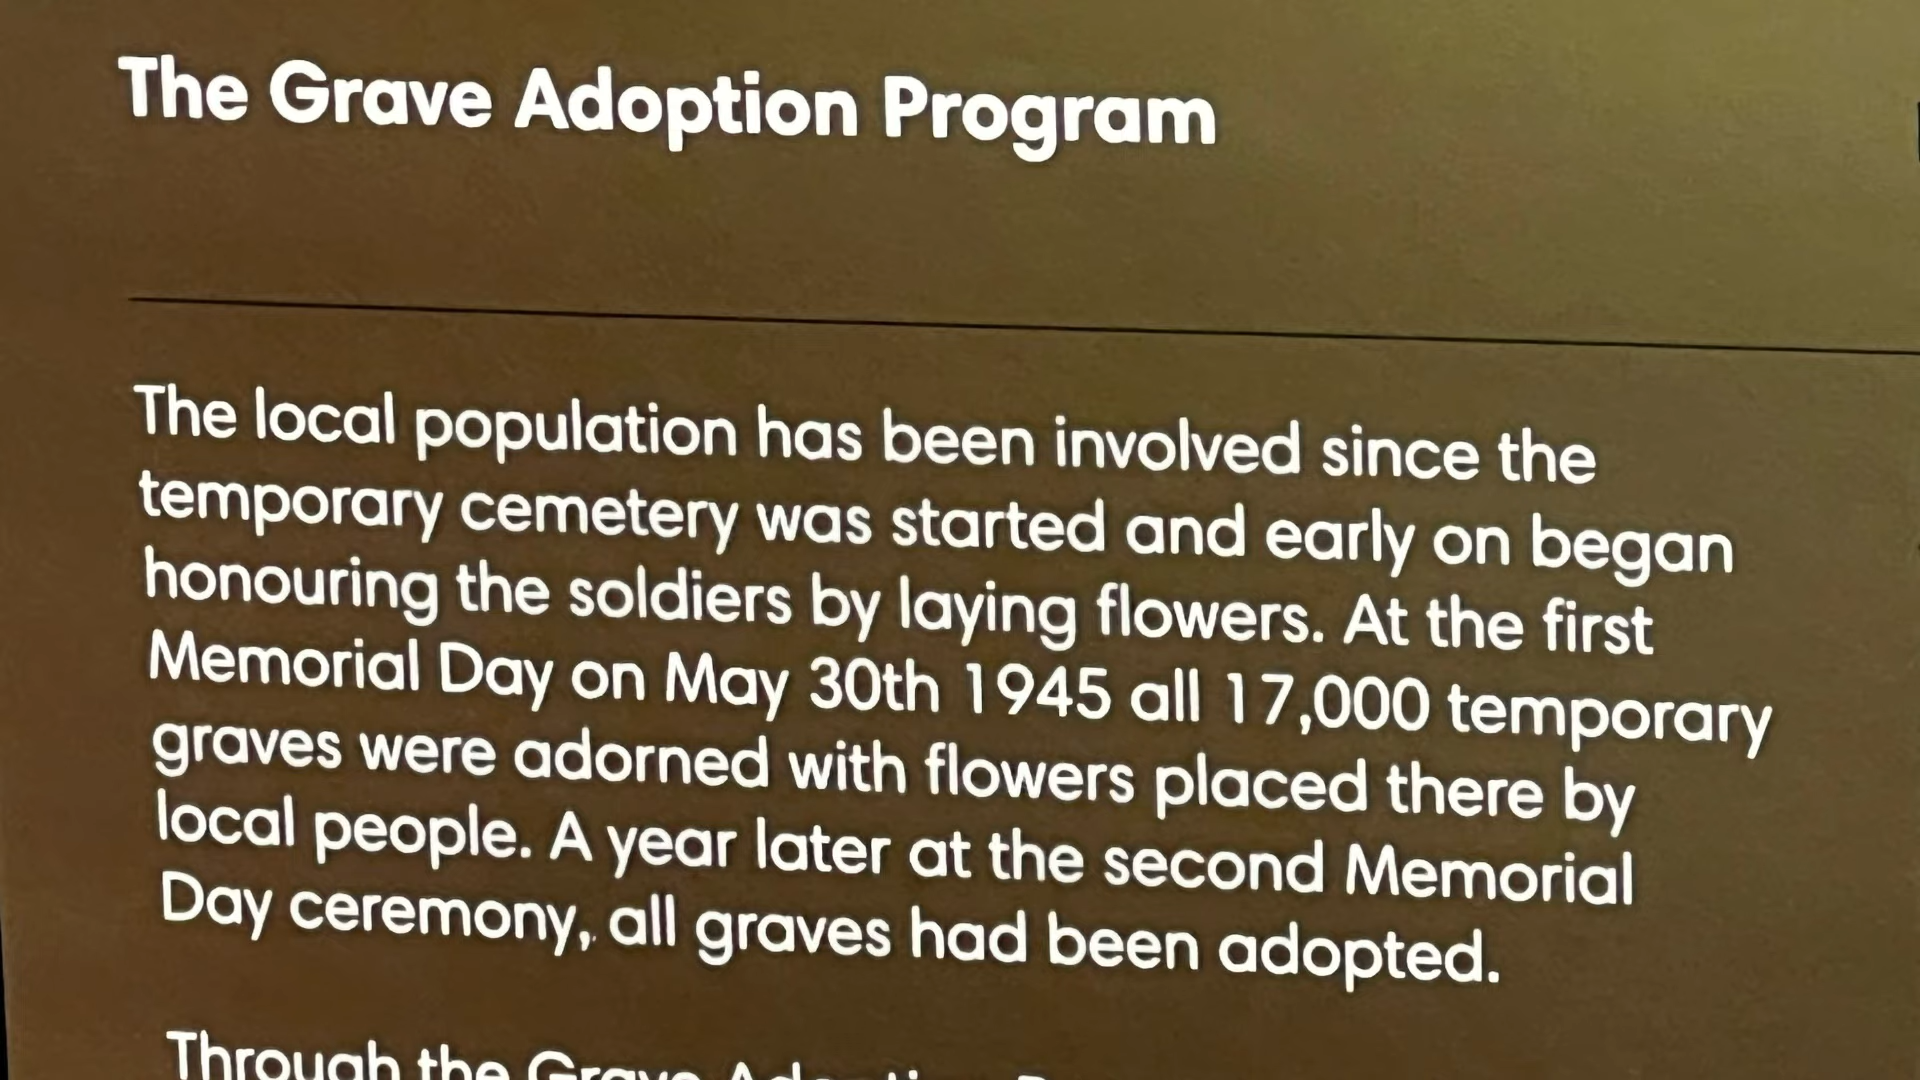 The Grave Adoption Program
The local population has been involved since the
temporary cemetery was started and early on began
honouring the soldiers by laying flowers. At the first
Memorial Day on May 30th 1945 all 17,000 temporary
graves were adorned with flowers placed there by
local people. A year later at the second Memorial
Day ceremony, all graves had been adopted.
Through the Grave Adoption